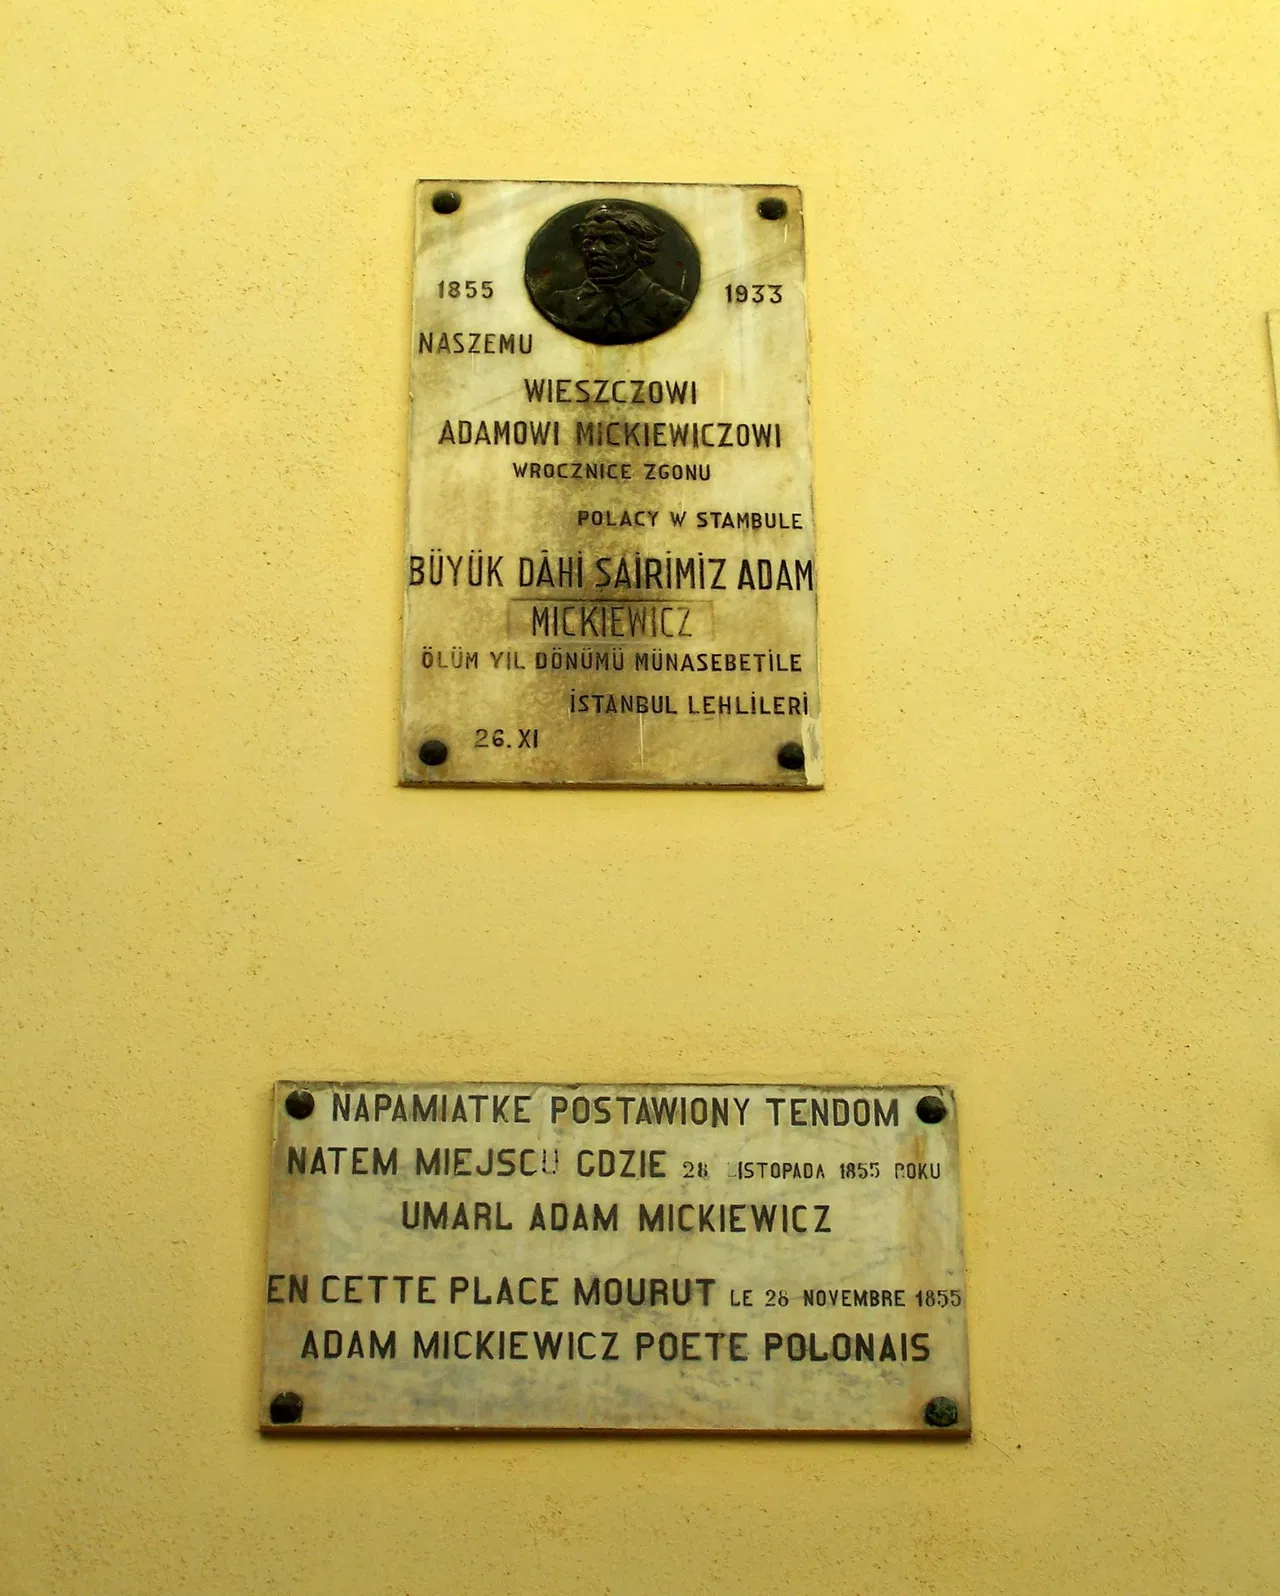 1855 1933
NASZEMU
WIESZCZOWI
ADAMOWI MICKIEWICZOWI
WROCZNICE ZGONU
POLACY W STAMBULE
BÜYÜK DÂHİ ŞAİRİMİZ ADAM
MICKIEWICZ
ÖLÜM YIL DÖNÜMÜ MÜNASEBETİLE
İSTANBUL LEHLİLERİ
26. XI
NAPAMIATKE POSTAWIONY TENDOM
NATEM MIEJSCU GDZIE 28 LISTOPADA 1855 ROKU
UMARL ADAM MICKIEWICZ
EN CETTE PLACE MOURUT LE 28 NOVEMBRE 1855
ADAM MICKIEWICZ POETE POLONAIS